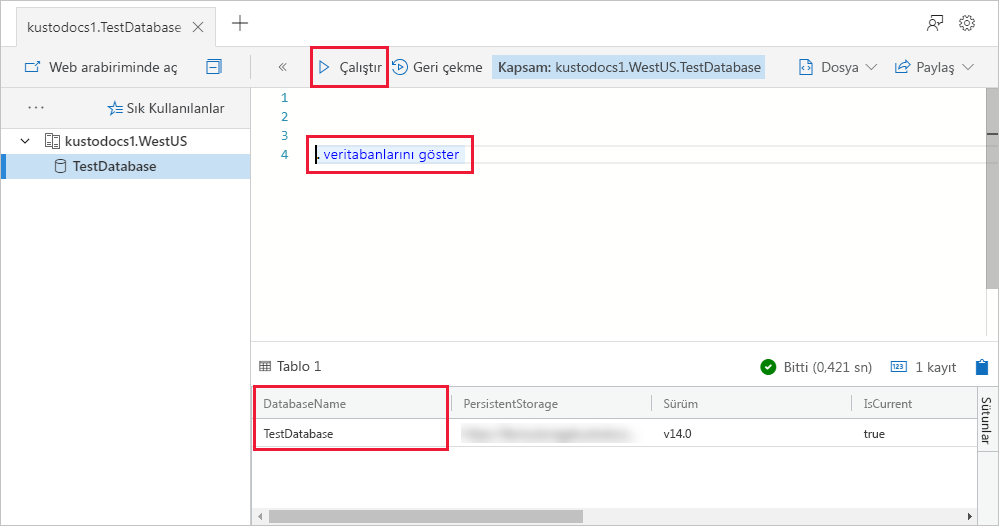 kustodocs1.TestDatabase
Web arabiriminde aç
Çalıştır
Geri çekme
Kapsam: kustodocs1.WestUS.TestDatabase
Dosya
Paylaş
Sık Kullanılanlar
kustodocs1.WestUS
TestDatabase
1
2
3
4 . veritabanlarını göster
Tablo 1
Bitti (0,421 sn)
1 kayıt
DatabaseName PersistentStorage Sürüm IsCurrent
TestDatabase v14.0 true
Sütunlar